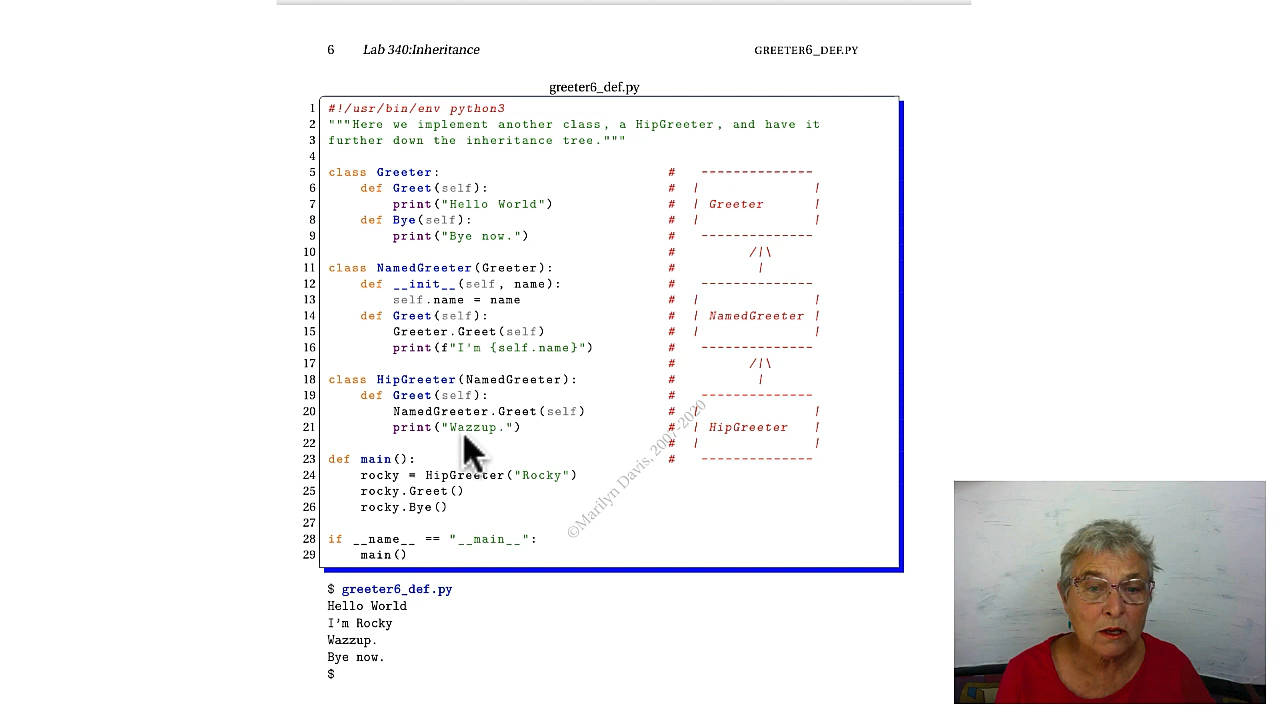 6 Lab 340:Inheritance GREETER6_DEF.PY
greeter6_def.py
1 #!/usr/bin/env python3
2 """Here we implement another class, a HipGreeter, and have it
3 further down the inheritance tree."""
4
5 class Greeter: # --------------
6     def Greet(self): # | |
7         print("Hello World") # | Greeter |
8     def Bye(self): # | |
9         print("Bye now.") # --------------
10 # /|\
11 class NamedGreeter(Greeter): # |
12     def __init__(self, name): # --------------
13         self.name = name # | |
14     def Greet(self): # | NamedGreeter |
15         Greeter.Greet(self) # | |
16         print(f"I'm {self.name}") # --------------
17 # /|\
18 class HipGreeter(NamedGreeter): # |
19     def Greet(self): # --------------
20         NamedGreeter.Greet(self) # | |
21         print("Wazzup.") # | HipGreeter |
22 # | |
23 def main(): # --------------
24     rocky = HipGreeter("Rocky")
25     rocky.Greet()
26     rocky.Bye()
27
28 if __name__ == "__main__":
29     main()
©Marilyn Davis, 2007-2020
$ greeter6_def.py
Hello World
I'm Rocky
Wazzup.
Bye now.
$